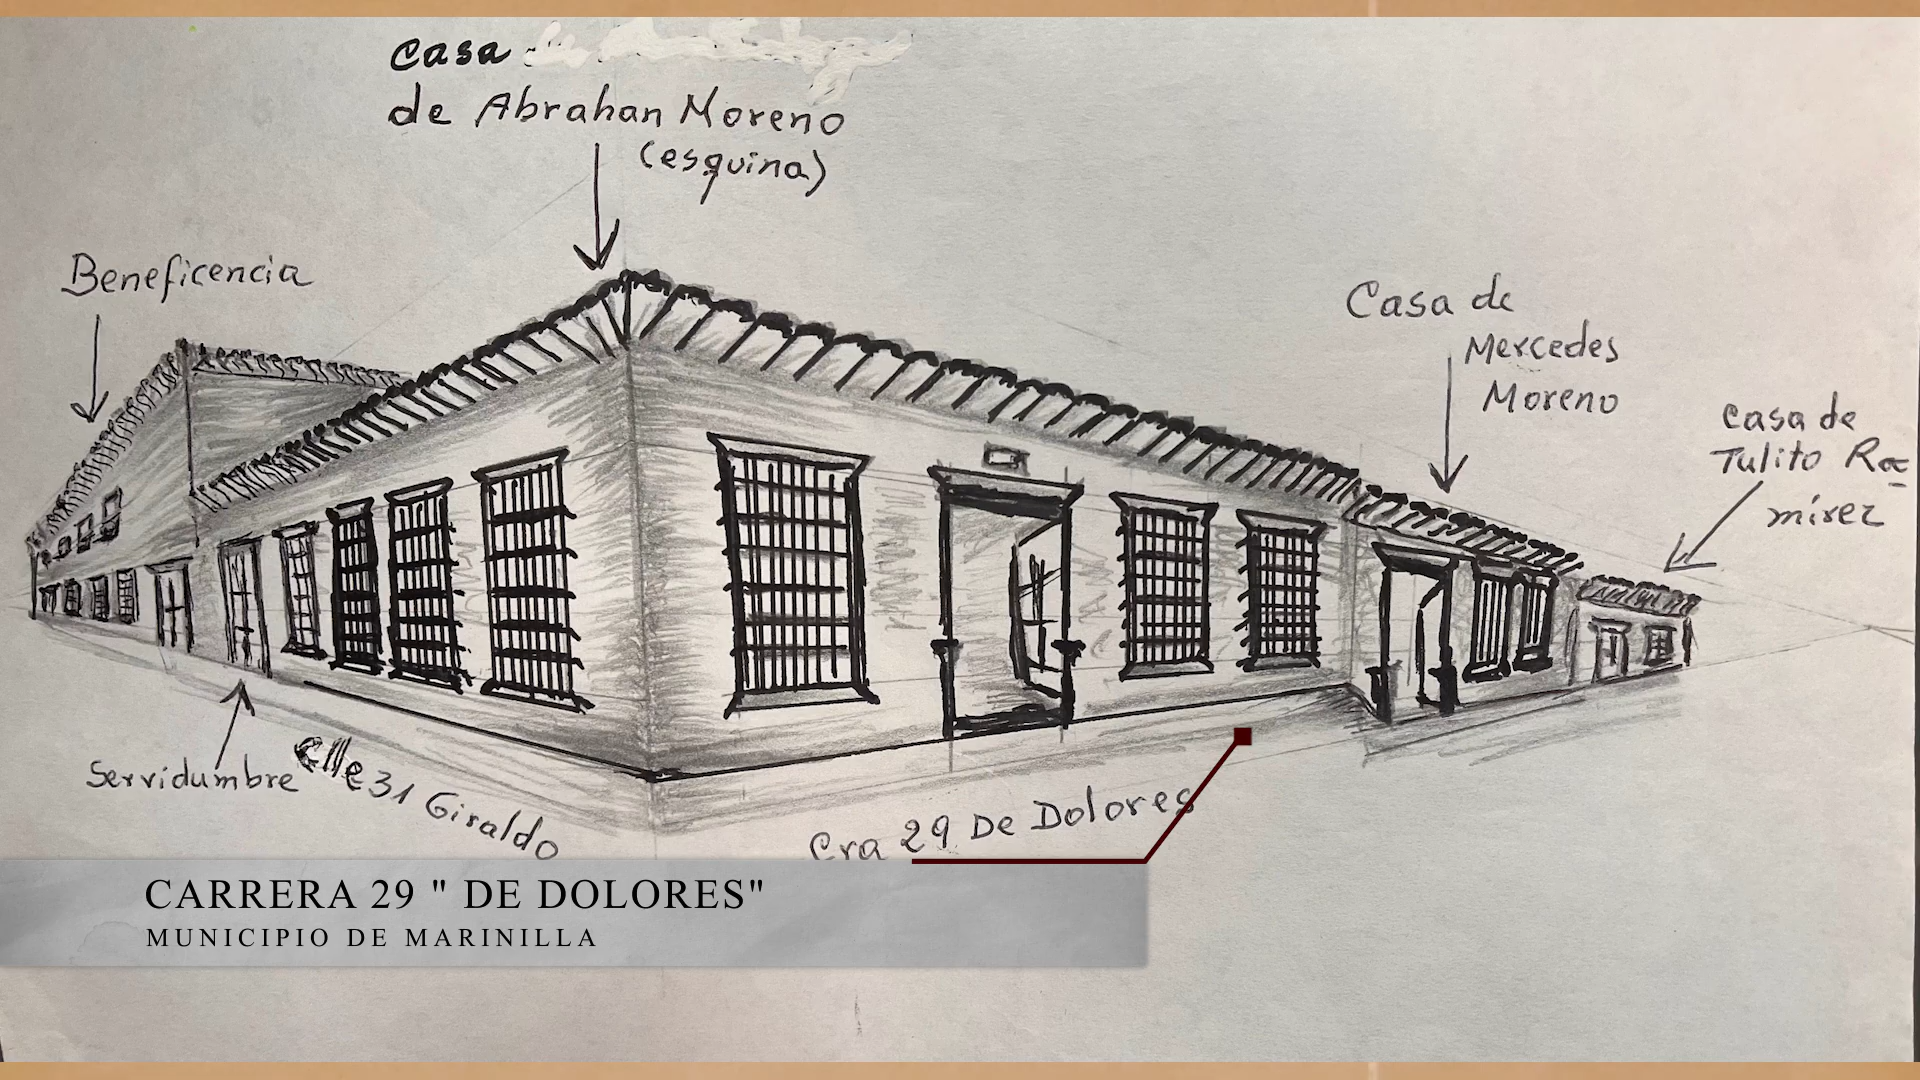 Casa
de Abrahan Moreno
(esquina)
Beneficencia
Casa de
Mercedes
Moreno
casa de
Tulito Ra
mirez
Servidumbre
Clle 31 Giraldo
Cra 29 De Dolores
CARRERA 29 " DE DOLORES"
MUNICIPIO DE MARINILLA